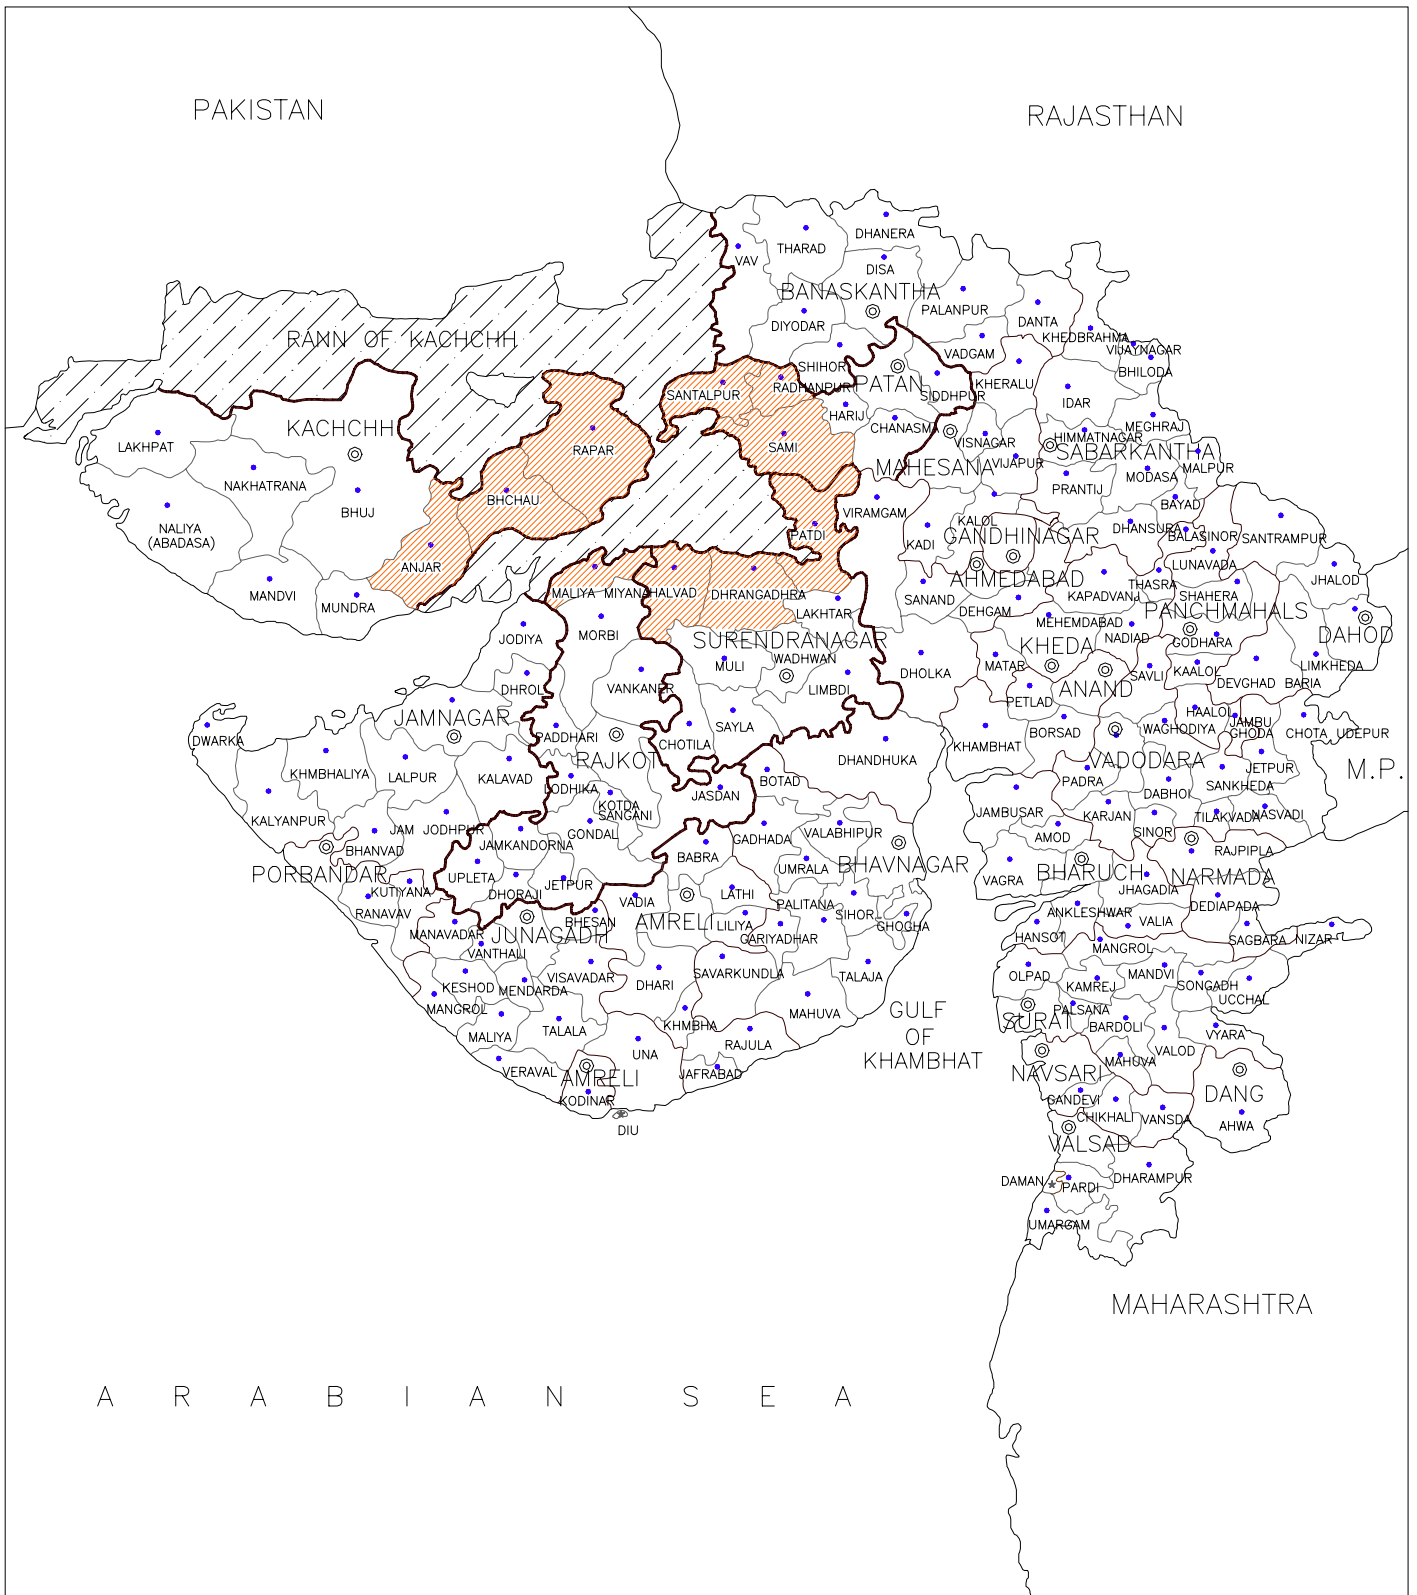 PAKISTAN
RAJASTHAN
DHANERA
THARAD
VAV
DISA
BANASKANTHA
PALANPUR
DIYODAR
DANTA
RANN OF KACHCHH
KHEDBRAHMA
VADGAM
VIJAYNAGAR
SHIHORI
BHILODA
RADHANPUR
PATAN
KHERALU
SANTALPUR
SIDDHPUR
IDAR
HARIJ
CHANASMA
MEGHRAJ
KACHCHH
LAKHPAT
RAPAR
SAMI
VISNAGAR
HIMMATNAGAR
SABARKANTHA
MAHESANA
VIJAPUR
MALPUR
MODASA
NAKHATRANA
PRANTIJ
BHCHAU
BAYAD
BHUJ
VIRAMGAM
KALOL
NALIYA
(ABADASA)
PATDI
GANDHINAGAR
DHANSURA
BALASINOR
SANTRAMPUR
KADI
ANJAR
LUNAVADA
JHALOD
AHMEDABAD
THASRA
MANDVI
MALIYA MIYANA
HALVAD
DHRANGADHRA
SANAND
KAPADVANJ
SHAHERA
MUNDRA
LAKHTAR
DEHGAM
PANCHMAHALS
MORBI
MEHEMDABAD
JODIYA
SURENDRANAGAR
NADIAD
GODHARA
DAHOD
KHEDA
MULI
WADHWAN
DHOLKA
MATAR
SAVLI
KAALOL
LIMKHEDA
DHROL
VANKANER
LIMBDI
ANAND
DEVGHAD BARIA
PETLAD
SAYLA
HAALOL
JAMNAGAR
DWARKA
PADDHARI
CHOTILA
BORSAD
WAGHODIYA
JAMBU
GHODA
CHOTA UDEPUR
KHAMBHAT
RAJKOT
DHANDHUKA
VADODARA
KHMBHALIYA
LALPUR
KALAVAD
BOTAD
JETPUR
M.P.
LODHIKA
PADRA
SANKHEDA
JASDAN
DABHOI
KOTDA
SANGANI
KALYANPUR
JAMBUSAR
KARJAN
TILAKVADA
NASVADI
JAM JODHPUR
GONDAL
GADHADA
VALABHIPUR
AMOD
SINOR
JAMKANDORNA
BHANVAD
BABRA
BHAVNAGAR
RAJPIPLA
PORBANDAR
UMRALA
BHARUCH
NARMADA
UPLETA
JETPUR
VAGRA
KUTIYANA
DHORAJI
LATHI
JHAGADIA
VADIA
PALITANA
DEDIAPADA
RANAVAV
SIHOR
ANKLESHWAR
BHESAN
AMRELI
LILIYA
GHOGHA
MANAVADAR
JUNAGADH
GARIYADHAR
HANSOT
VALIA
SAGBARA
NIZAR
VANTHALI
MANGROL
VISAVADAR
SAVARKUNDLA
TALAJA
OLPAD
MANDVI
KESHOD
MENDARDA
DHARI
KAMREJ
SONGADH
UCCHAL
MANGROL
MAHUVA
GULF
OF
KHAMBHAT
PALSANA
SURAT
KHMBHA
BARDOLI
TALALA
MALIYA
UNA
RAJULA
VYARA
VALOD
VERAVAL
MAHUVA
AMRELI
JAFRABAD
NAVSARI
DANG
KODINAR
GANDEVI
CHIKHALI
VANSDA
AHWA
DIU
VALSAD
DAMAN
PARDI
DHARAMPUR
UMARGAM
MAHARASHTRA
ARABIAN SEA